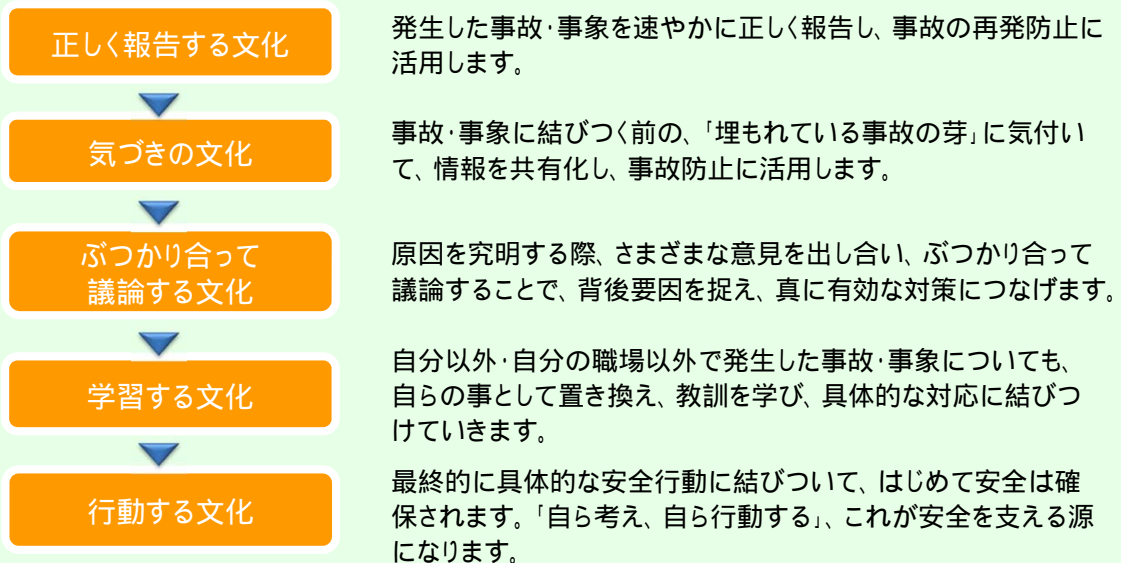 正しく報告する文化
発生した事故・事象を速やかに正しく報告し、事故の再発防止に
活用します。
気づきの文化
事故・事象に結びつく前の、「埋もれている事故の芽」に気付い
て、情報を共有化し、事故防止に活用します。
ぶつかり合って
議論する文化
原因を究明する際、さまざまな意見を出し合い、ぶつかり合って
議論することで、背後要因を捉え、真に有効な対策につなげます。
学習する文化
自分以外・自分の職場以外で発生した事故・事象についても、
自らの事として置き換え、教訓を学び、具体的な対応に結びつ
けていきます。
行動する文化
最終的に具体的な安全行動に結びついて、はじめて安全は確
保されます。「自ら考え、自ら行動する」、これが安全を支える源
になります。